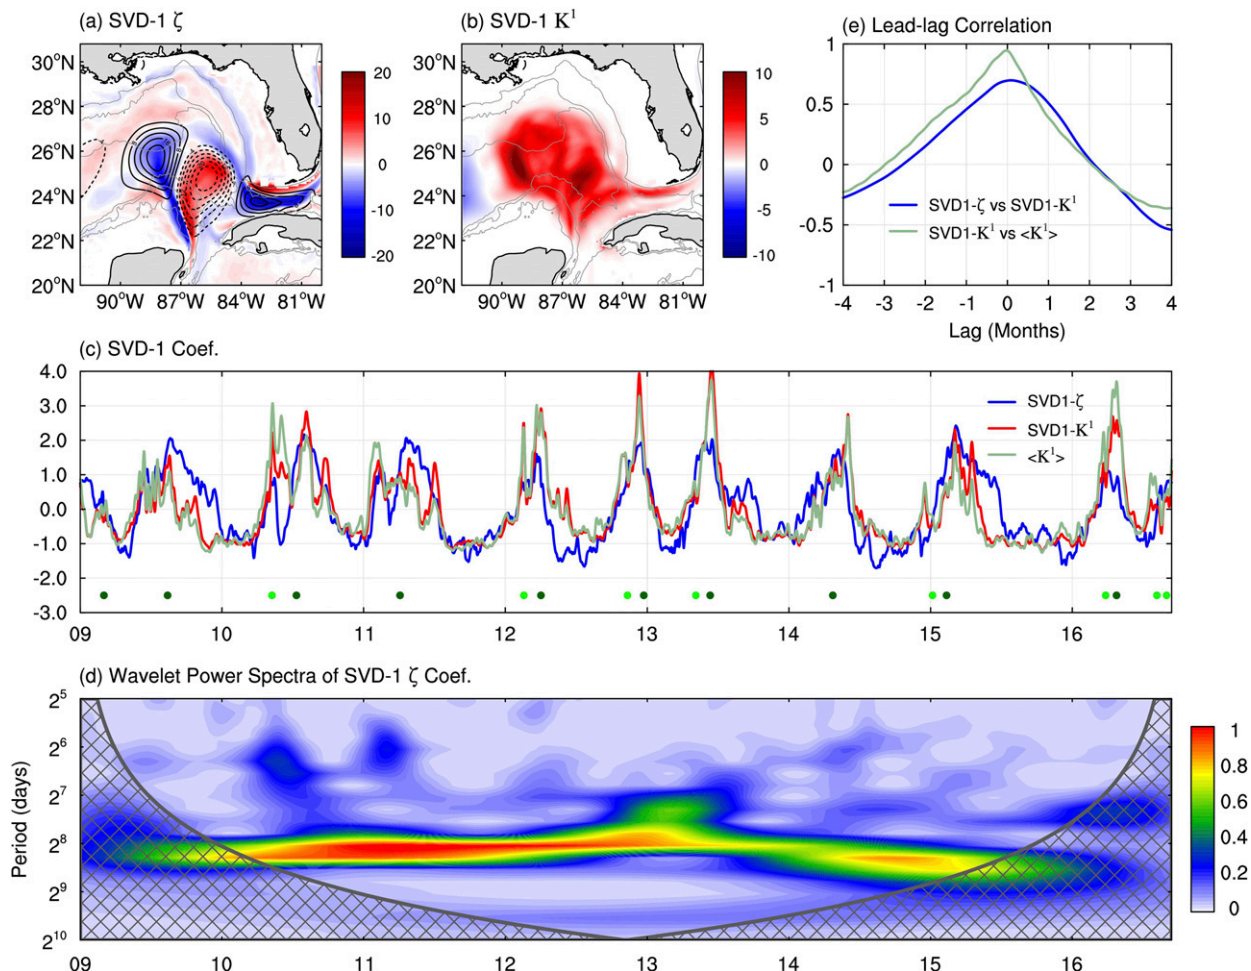 (a) SVD-1 ζ
(b) SVD-1 K¹
(e) Lead-lag Correlation
30°N
28°N
26°N
24°N
22°N
20°N
90°W 87°W 84°W 81°W
20
10
0
-10
-20
30°N
28°N
26°N
24°N
22°N
20°N
90°W 87°W 84°W 81°W
10
5
0
-5
-10
1
0.5
0
-0.5
-1
SVD1-ζ vs SVD1-K¹
SVD1-K¹ vs <K¹>
-4 -3 -2 -1 0 1 2 3 4
Lag (Months)
(c) SVD-1 Coef.
4.0
3.0
2.0
1.0
0.0
-1.0
-2.0
-3.0
SVD1-ζ
SVD1-K¹
<K¹>
09 10 11 12 13 14 15 16
(d) Wavelet Power Spectra of SVD-1 ζ Coef.
Period (days)
2⁵
2⁶
2⁷
2⁸
2⁹
2¹⁰
09 10 11 12 13 14 15 16
1
0.8
0.6
0.4
0.2
0